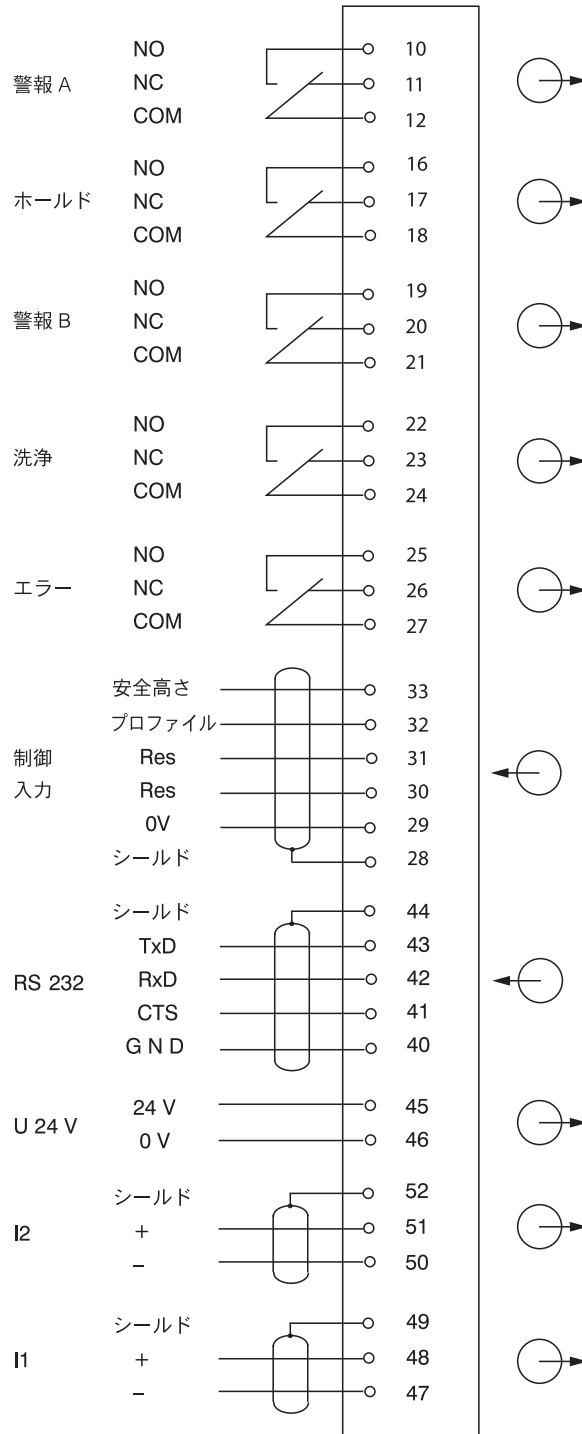 NO 10
警報 A NC 11
COM 12
NO 16
ホールド NC 17
COM 18
NO 19
警報 B NC 20
COM 21
NO 22
洗浄 NC 23
COM 24
NO 25
エラー NC 26
COM 27
安全高さ 33
プロファイル 32
制御 Res 31
入力 Res 30
0V 29
シールド 28
シールド 44
TxD 43
RS 232 RxD 42
CTS 41
G N D 40
U 24 V 24 V 45
0 V 46
シールド 52
I2 + 51
– 50
シールド 49
I1 + 48
– 47